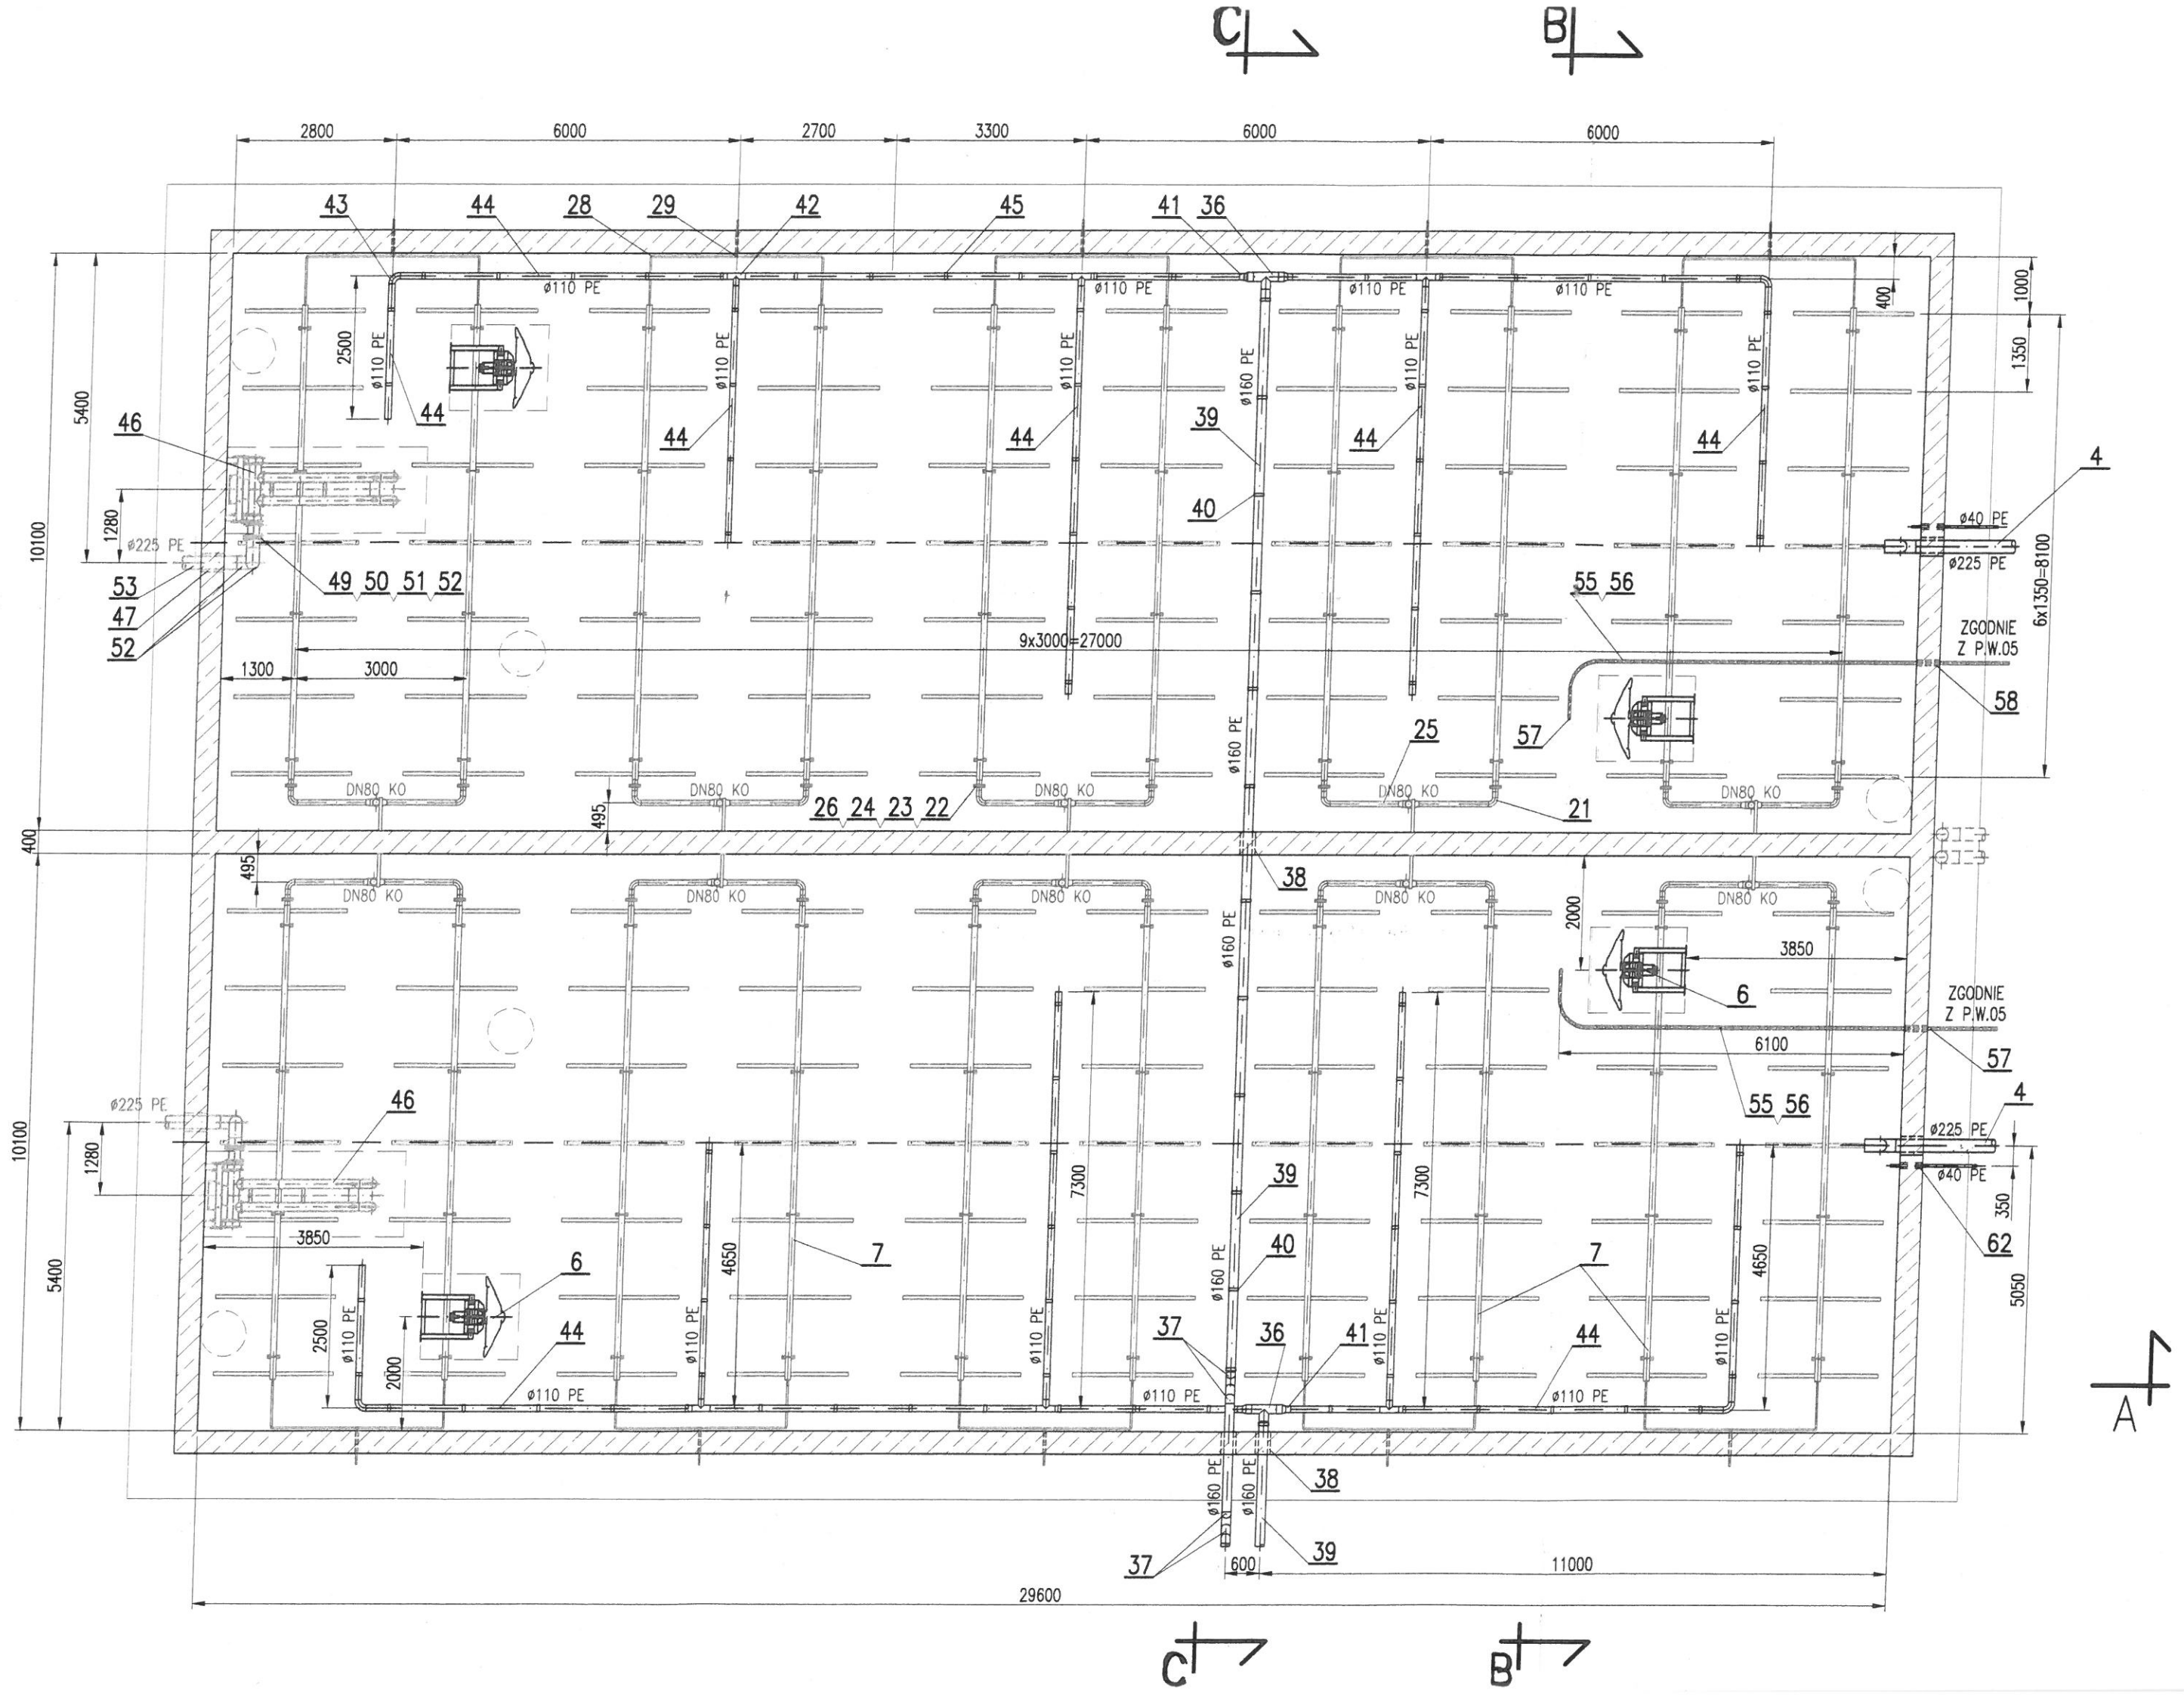 C B
2800 6000 2700 3300 6000 6000
43 44 28 29 42 45 41 36
ø110 PE ø110 PE ø110 PE ø110 PE
400 1000
1350
2500 ø110 PE ø110 PE ø110 PE ø160 PE ø110 PE ø110 PE
5400
46 44 44 44 39 44 44 4
40
1280
ø225 PE
ø40 PE
ø225 PE
10100
53 49 50 51 52
47
52
55 56
6x1350=8100
ZGODNIE
Z P.W.05
9x3000=27000
1300 3000
58
57
25
ø160 PE
DN80 KO DN80 KO DN80 KO DN80 KO DN80 KO
495 26 24 23 22 21
400
495
38
DN80 KO DN80 KO DN80 KO DN80 KO DN80 KO
2000
ø160 PE
3850
6
ZGODNIE
Z P.W.05
6100
57
55 56
4
ø225 PE
46
ø225 PE
ø40 PE
10100
1280
7300 7300
39
350
3850
4650
7
40
7
4650
62
5400
6
ø160 PE
5050
2500
ø110 PE ø110 PE ø110 PE ø110 PE ø110 PE
44
37 36 41 44
2000
ø110 PE ø110 PE ø110 PE
A
38
ø160 PE ø160 PE
37 39
600 11000
29600
C B